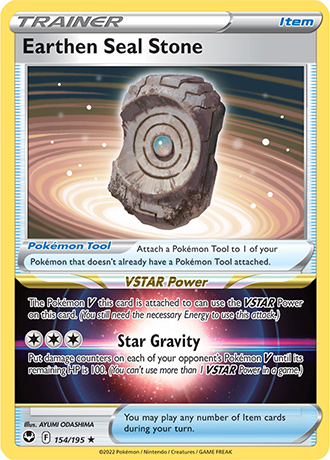 TRAINER Item
Earthen Seal Stone
Pokémon Tool Attach a Pokémon Tool to 1 of your
Pokémon that doesn't already have a Pokémon Tool attached.
VSTAR Power
The Pokémon V this card is attached to can use the VSTAR Power
on this card. (You still need the necessary Energy to use this attack.)
Star Gravity
Put damage counters on each of your opponent's Pokémon V until its
remaining HP is 100. (You can't use more than 1 VSTAR Power in a game.)
Illus. AYUMI ODASHIMA
F 154/195 ★
You may play any number of Item cards
during your turn.
©2022 Pokémon / Nintendo / Creatures / GAME FREAK